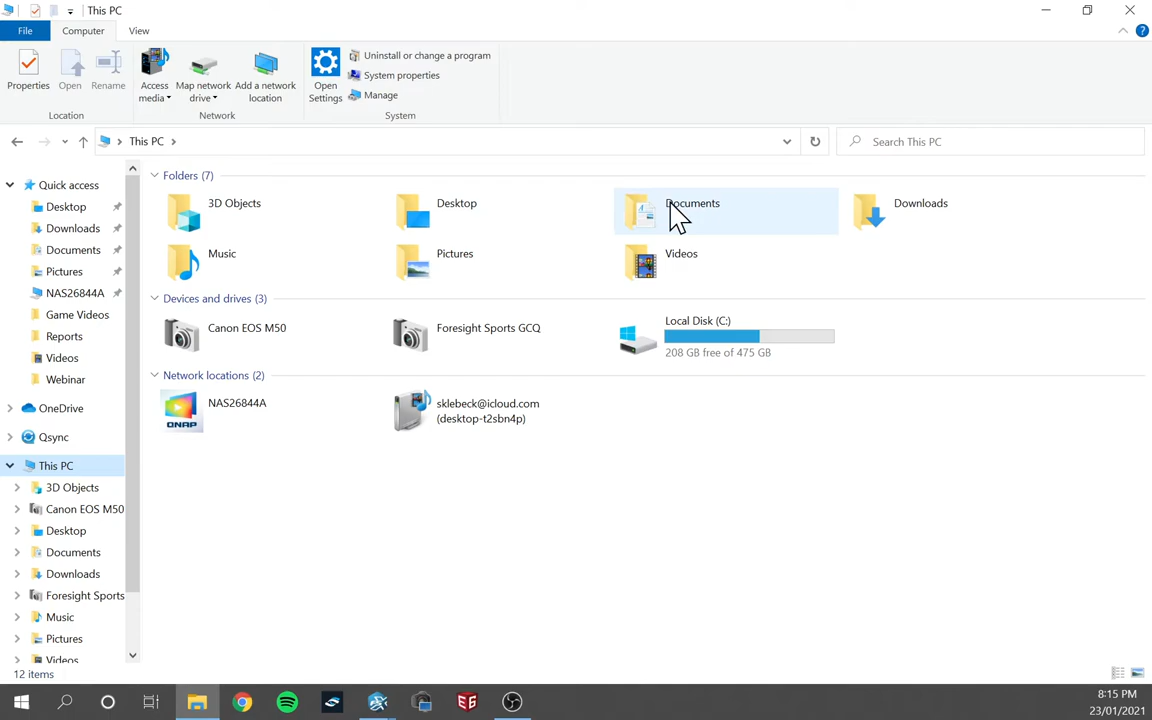 This PC
File
Computer
View
Properties
Open
Rename
Access media
Map network drive
Add a network location
Open Settings
Uninstall or change a program
System properties
Manage
Location
Network
System
This PC
Search This PC
Quick access
Desktop
Downloads
Documents
Pictures
NAS26844A
Game Videos
Reports
Videos
Webinar
OneDrive
Qsync
This PC
3D Objects
Canon EOS M50
Desktop
Documents
Downloads
Foresight Sports
Music
Pictures
Videos
Folders (7)
3D Objects
Desktop
Documents
Downloads
Music
Pictures
Videos
Devices and drives (3)
Canon EOS M50
Foresight Sports GCQ
Local Disk (C:)
208 GB free of 475 GB
Network locations (2)
QNAP
NAS26844A
sklebeck@icloud.com
(desktop-t2sbn4p)
12 items
8:15 PM
23/01/2021